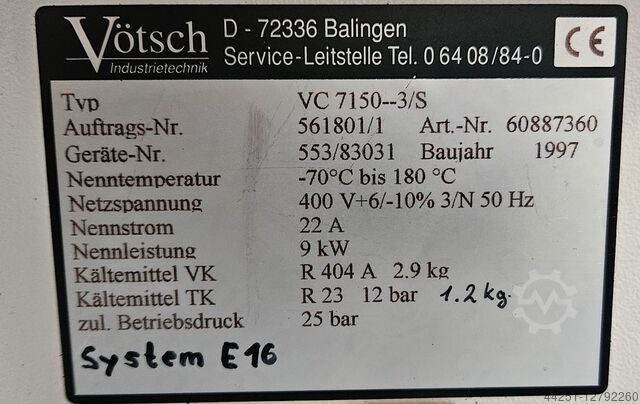 Vötsch
Industrietechnik
D - 72336 Balingen
Service-Leitstelle Tel. 0 64 08/84-0
CE
Typ VC 7150--3/S
Auftrags-Nr. 561801/1 Art.-Nr. 60887360
Geräte-Nr. 553/83031 Baujahr 1997
Nenntemperatur -70°C bis 180 °C
Netzspannung 400 V+6/-10% 3/N 50 Hz
Nennstrom 22 A
Nennleistung 9 kW
Kältemittel VK R 404 A 2.9 kg
Kältemittel TK R 23 12 bar 1.2 kg.
zul. Betriebsdruck 25 bar
System E16
44251-12792260